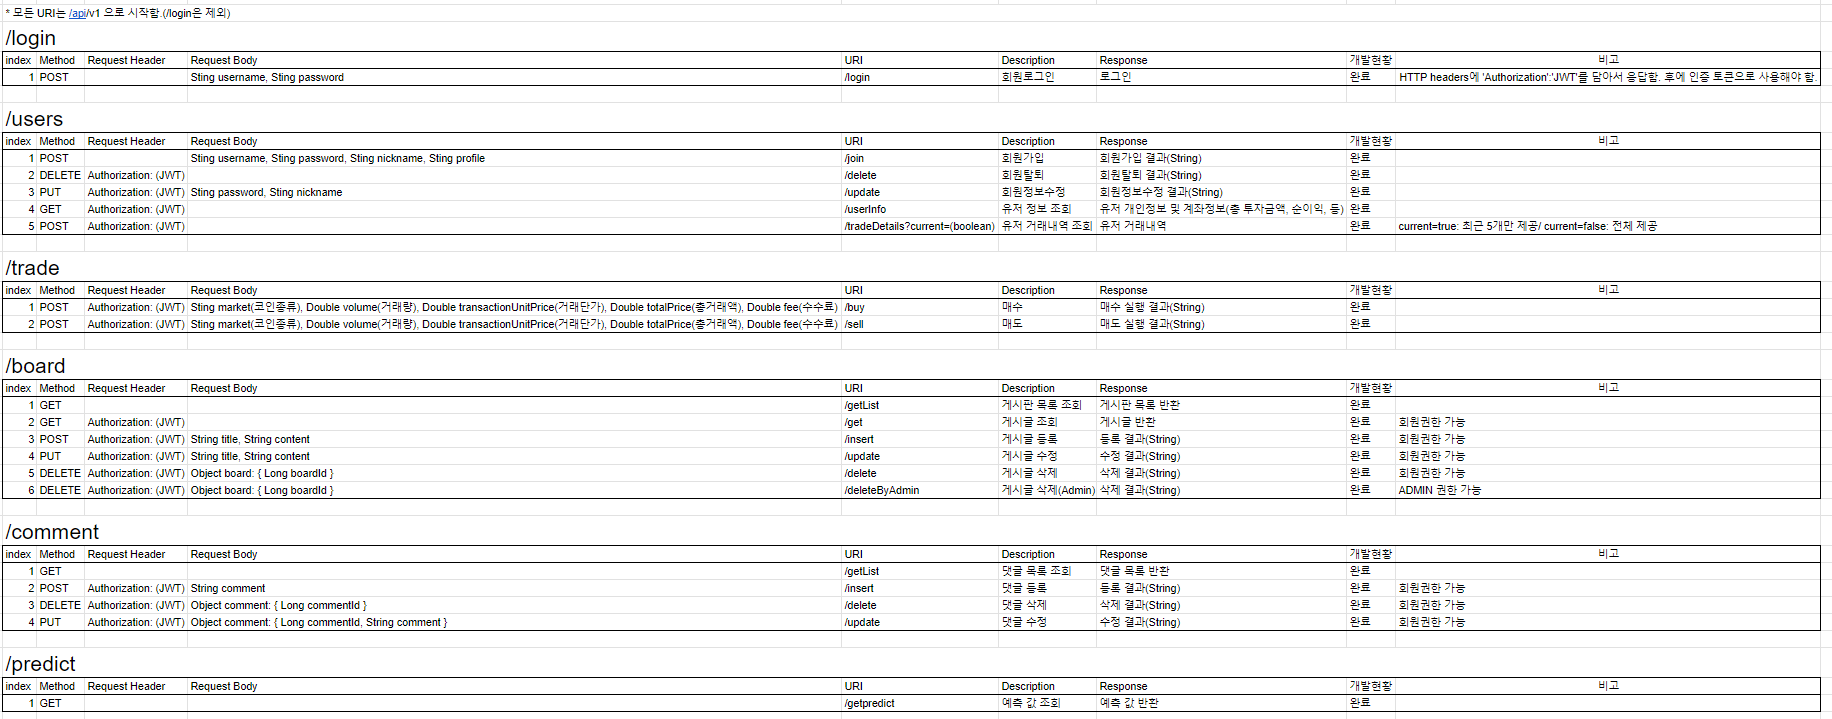 * 모든 URI는 /api/v1 으로 시작함.(/login은 제외)
/login
index Method Request Header Request Body URI Description Response 개발현황 비고
1 POST Sting username, Sting password /login 회원로그인 로그인 완료 HTTP headers에 'Authorization':'JWT'를 담아서 응답함. 후에 인증 토큰으로 사용해야 함.
/users
index Method Request Header Request Body URI Description Response 개발현황 비고
1 POST Sting username, Sting password, Sting nickname, Sting profile /join 회원가입 회원가입 결과(String) 완료
2 DELETE Authorization: (JWT) /delete 회원탈퇴 회원탈퇴 결과(String) 완료
3 PUT Authorization: (JWT) Sting password, Sting nickname /update 회원정보수정 회원정보수정 결과(String) 완료
4 GET Authorization: (JWT) /userInfo 유저 정보 조회 유저 개인정보 및 계좌정보(총 투자금액, 순이익, 등) 완료
5 POST Authorization: (JWT) /tradeDetails?current=(boolean) 유저 거래내역 조회 유저 거래내역 완료 current=true: 최근 5개만 제공/ current=false: 전체 제공
/trade
index Method Request Header Request Body URI Description Response 개발현황 비고
1 POST Authorization: (JWT) Sting market(코인종류), Double volume(거래량), Double transactionUnitPrice(거래단가), Double totalPrice(총거래액), Double fee(수수료) /buy 매수 매수 실행 결과(String) 완료
2 POST Authorization: (JWT) Sting market(코인종류), Double volume(거래량), Double transactionUnitPrice(거래단가), Double totalPrice(총거래액), Double fee(수수료) /sell 매도 매도 실행 결과(String) 완료
/board
index Method Request Header Request Body URI Description Response 개발현황 비고
1 GET /getList 게시판 목록 조회 게시판 목록 반환 완료
2 GET Authorization: (JWT) /get 게시글 조회 게시글 반환 완료 회원권한 가능
3 POST Authorization: (JWT) String title, String content /insert 게시글 등록 등록 결과(String) 완료 회원권한 가능
4 PUT Authorization: (JWT) String title, String content /update 게시글 수정 수정 결과(String) 완료 회원권한 가능
5 DELETE Authorization: (JWT) Object board: { Long boardId } /delete 게시글 삭제 삭제 결과(String) 완료 회원권한 가능
6 DELETE Authorization: (JWT) Object board: { Long boardId } /deleteByAdmin 게시글 삭제(Admin) 삭제 결과(String) 완료 ADMIN 권한 가능
/comment
index Method Request Header Request Body URI Description Response 개발현황 비고
1 GET /getList 댓글 목록 조회 댓글 목록 반환 완료
2 POST Authorization: (JWT) String comment /insert 댓글 등록 등록 결과(String) 완료 회원권한 가능
3 DELETE Authorization: (JWT) Object comment: { Long commentId } /delete 댓글 삭제 삭제 결과(String) 완료 회원권한 가능
4 PUT Authorization: (JWT) Object comment: { Long commentId, String comment } /update 댓글 수정 수정 결과(String) 완료 회원권한 가능
/predict
index Method Request Header Request Body URI Description Response 개발현황 비고
1 GET /getpredict 예측 값 조회 예측 값 반환 완료